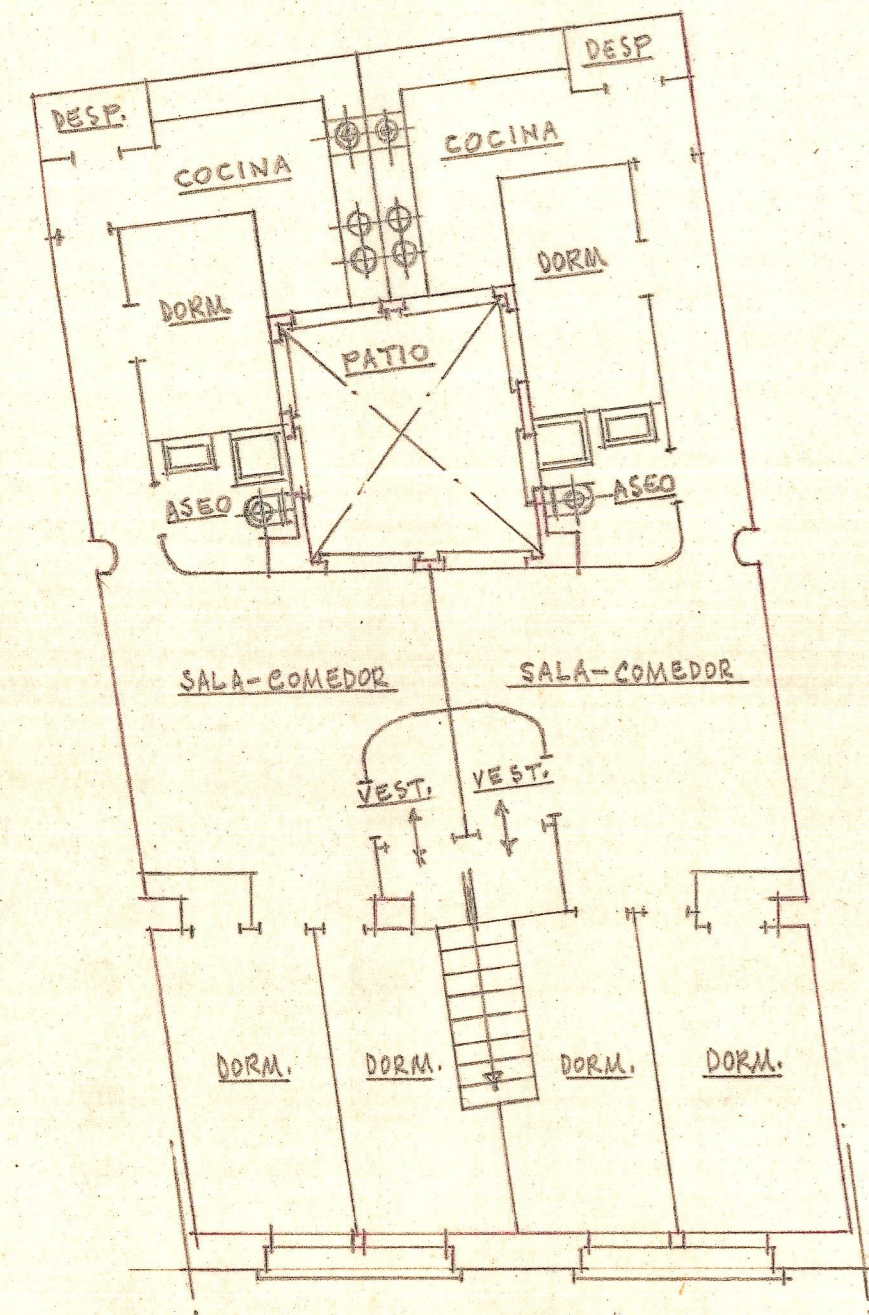 DESP
DESP.
COCINA
COCINA
DORM
DORM
PATIO
ASEO
ASEO
SALA-COMEDOR
SALA-COMEDOR
VEST.
VEST.
DORM.
DORM.
DORM.
DORM.